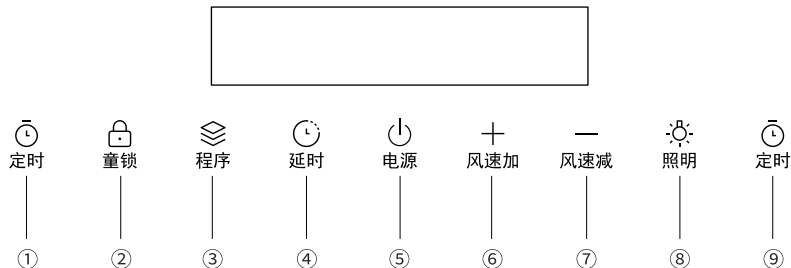 定时 童锁 程序 延时 电源 风速加 风速减 照明 定时
① ② ③ ④ ⑤ ⑥ ⑦ ⑧ ⑨